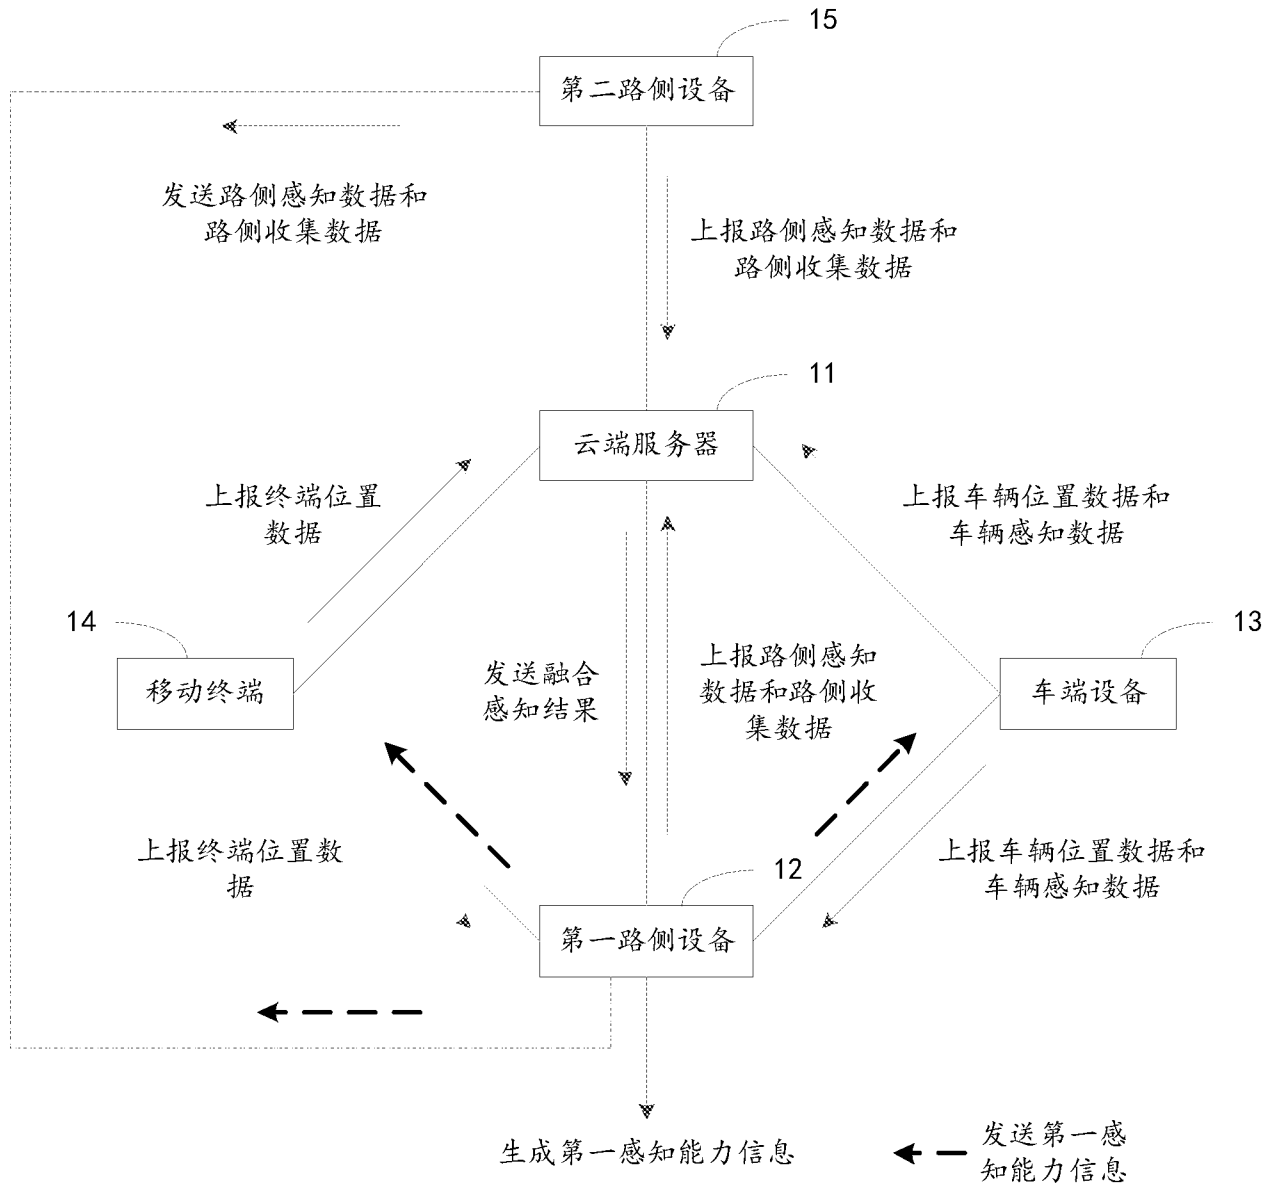 15
第二路侧设备
发送路侧感知数据和
路侧收集数据
上报路侧感知数据和
路侧收集数据
11
云端服务器
上报终端位置
数据
上报车辆位置数据和
车辆感知数据
14
移动终端
13
车端设备
发送融合
感知结果
上报路侧感知
数据和路侧收
集数据
上报终端位置数
据
上报车辆位置数据和
车辆感知数据
12
第一路侧设备
生成第一感知能力信息
发送第一感
知能力信息